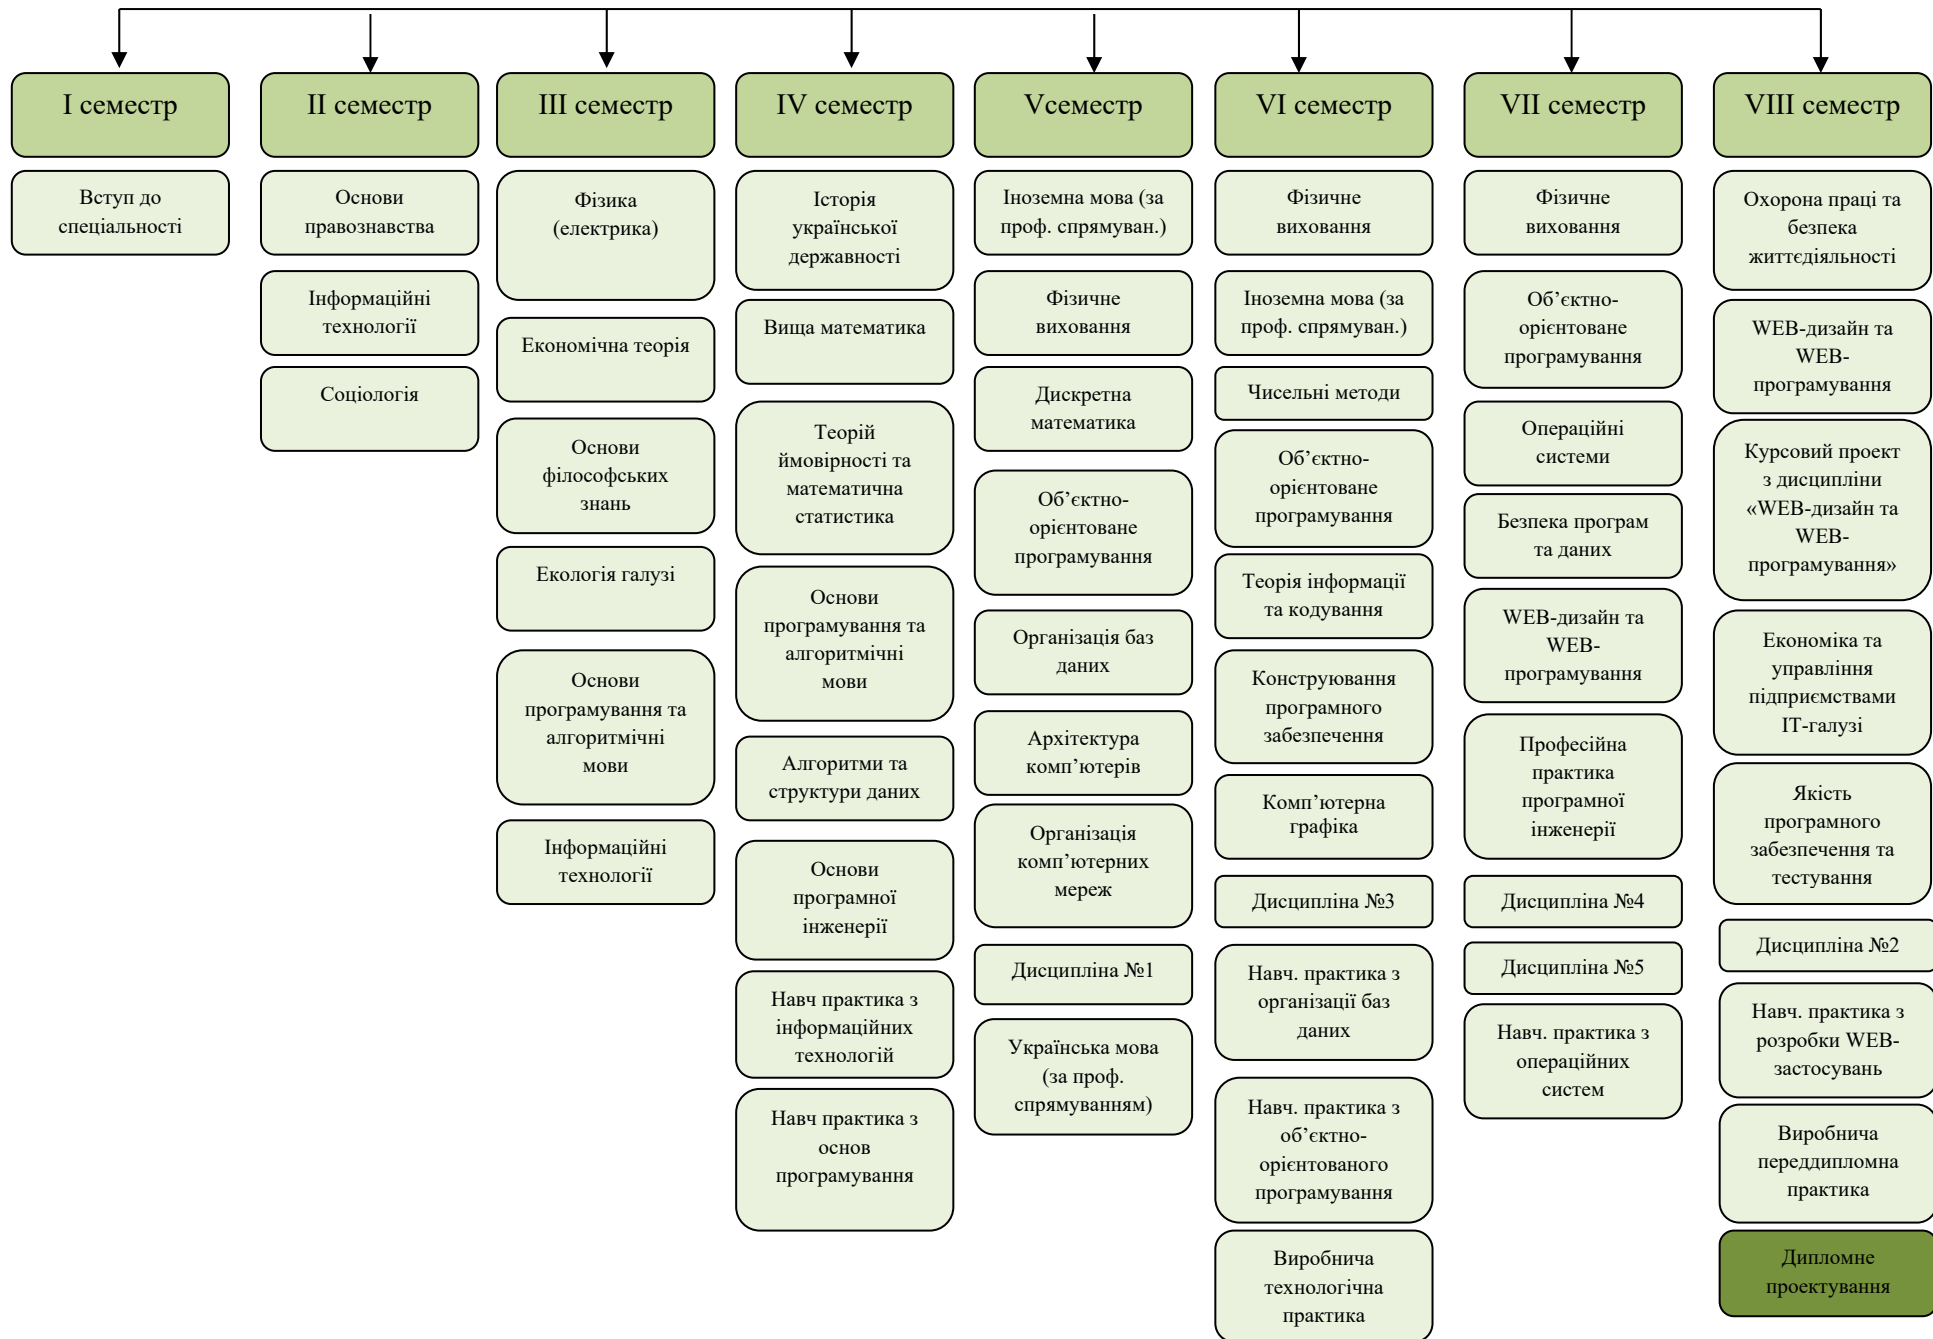 I семестр
Вступ до
спеціальності
II семестр
Основи
правознавства
Інформаційні
технології
Соціологія
III семестр
Фізика
(електрика)
Економічна теорія
Основи
філософських
знань
Екологія галузі
Основи
програмування та
алгоритмічні
мови
Інформаційні
технології
IV семестр
Історія
української
державності
Вища математика
Теорій
ймовірності та
математична
статистика
Основи
програмування та
алгоритмічні
мови
Алгоритми та
структури даних
Основи
програмної
інженерії
Навч практика з
інформаційних
технологій
Навч практика з
основ
програмування
Vсеместр
Іноземна мова (за
проф. спрямуван.)
Фізичне
виховання
Дискретна
математика
Об’єктно-
орієнтоване
програмування
Організація баз
даних
Архітектура
комп’ютерів
Організація
комп’ютерних
мереж
Дисципліна №1
Українська мова
(за проф.
спрямуванням)
VI семестр
Фізичне
виховання
Іноземна мова (за
проф. спрямуван.)
Чисельні методи
Об’єктно-
орієнтоване
програмування
Теорія інформації
та кодування
Конструювання
програмного
забезпечення
Комп’ютерна
графіка
Дисципліна №3
Навч. практика з
організації баз
даних
Навч. практика з
об’єктно-
орієнтованого
програмування
Виробнича
технологічна
практика
VII семестр
Фізичне
виховання
Об’єктно-
орієнтоване
програмування
Операційні
системи
Безпека програм
та даних
WEB-дизайн та
WEB-
програмування
Професійна
практика
програмної
інженерії
Дисципліна №4
Дисципліна №5
Навч. практика з
операційних
систем
VIII семестр
Охорона праці та
безпека
життєдіяльності
WEB-дизайн та
WEB-
програмування
Курсовий проект
з дисципліни
«WEB-дизайн та
WEB-
програмування»
Економіка та
управління
підприємствами
ІТ-галузі
Якість
програмного
забезпечення та
тестування
Дисципліна №2
Навч. практика з
розробки WEB-
застосувань
Виробнича
переддипломна
практика
Дипломне
проектування